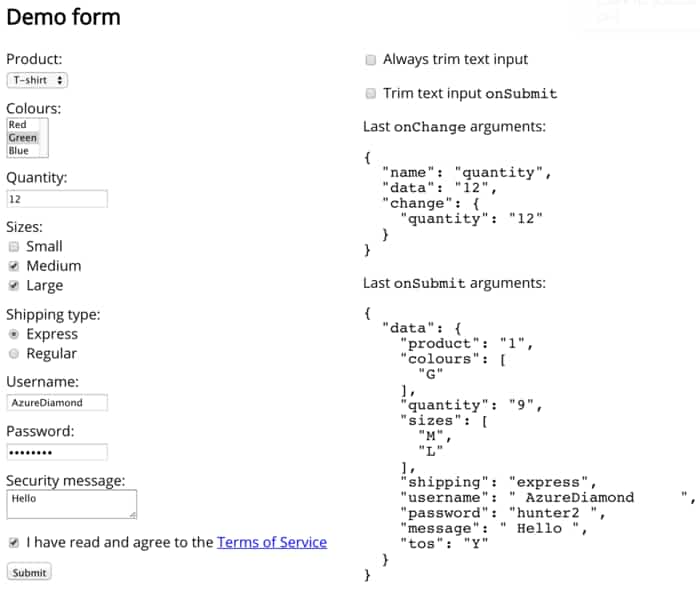 Demo form
Product:
T-shirt
Colours:
Red
Green
Blue
Quantity:
12
Sizes:
Small
Medium
Large
Shipping type:
Express
Regular
Username:
AzureDiamond
Password:
••••••••
Security message:
Hello
I have read and agree to the Terms of Service
Submit
Always trim text input
Trim text input onSubmit
Last onChange arguments:
{
  "name": "quantity",
  "data": "12",
  "change": {
    "quantity": "12"
  }
}
Last onSubmit arguments:
{
  "data": {
    "product": "1",
    "colours": [
      "G"
    ],
    "quantity": "9",
    "sizes": [
      "M",
      "L"
    ],
    "shipping": "express",
    "username": " AzureDiamond     ",
    "password": "hunter2 ",
    "message": " Hello ",
    "tos": "Y"
  }
}